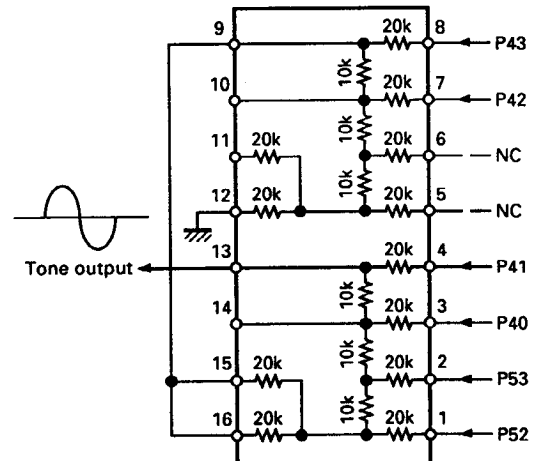 9 20k 8 P43
10k
10 20k 7 P42
10k
11 20k 20k 6 NC
10k
12 20k 20k 5 NC
13 20k 4 P41
Tone output
10k
14 20k 3 P40
10k
15 20k 20k 2 P53
10k
16 20k 20k 1 P52